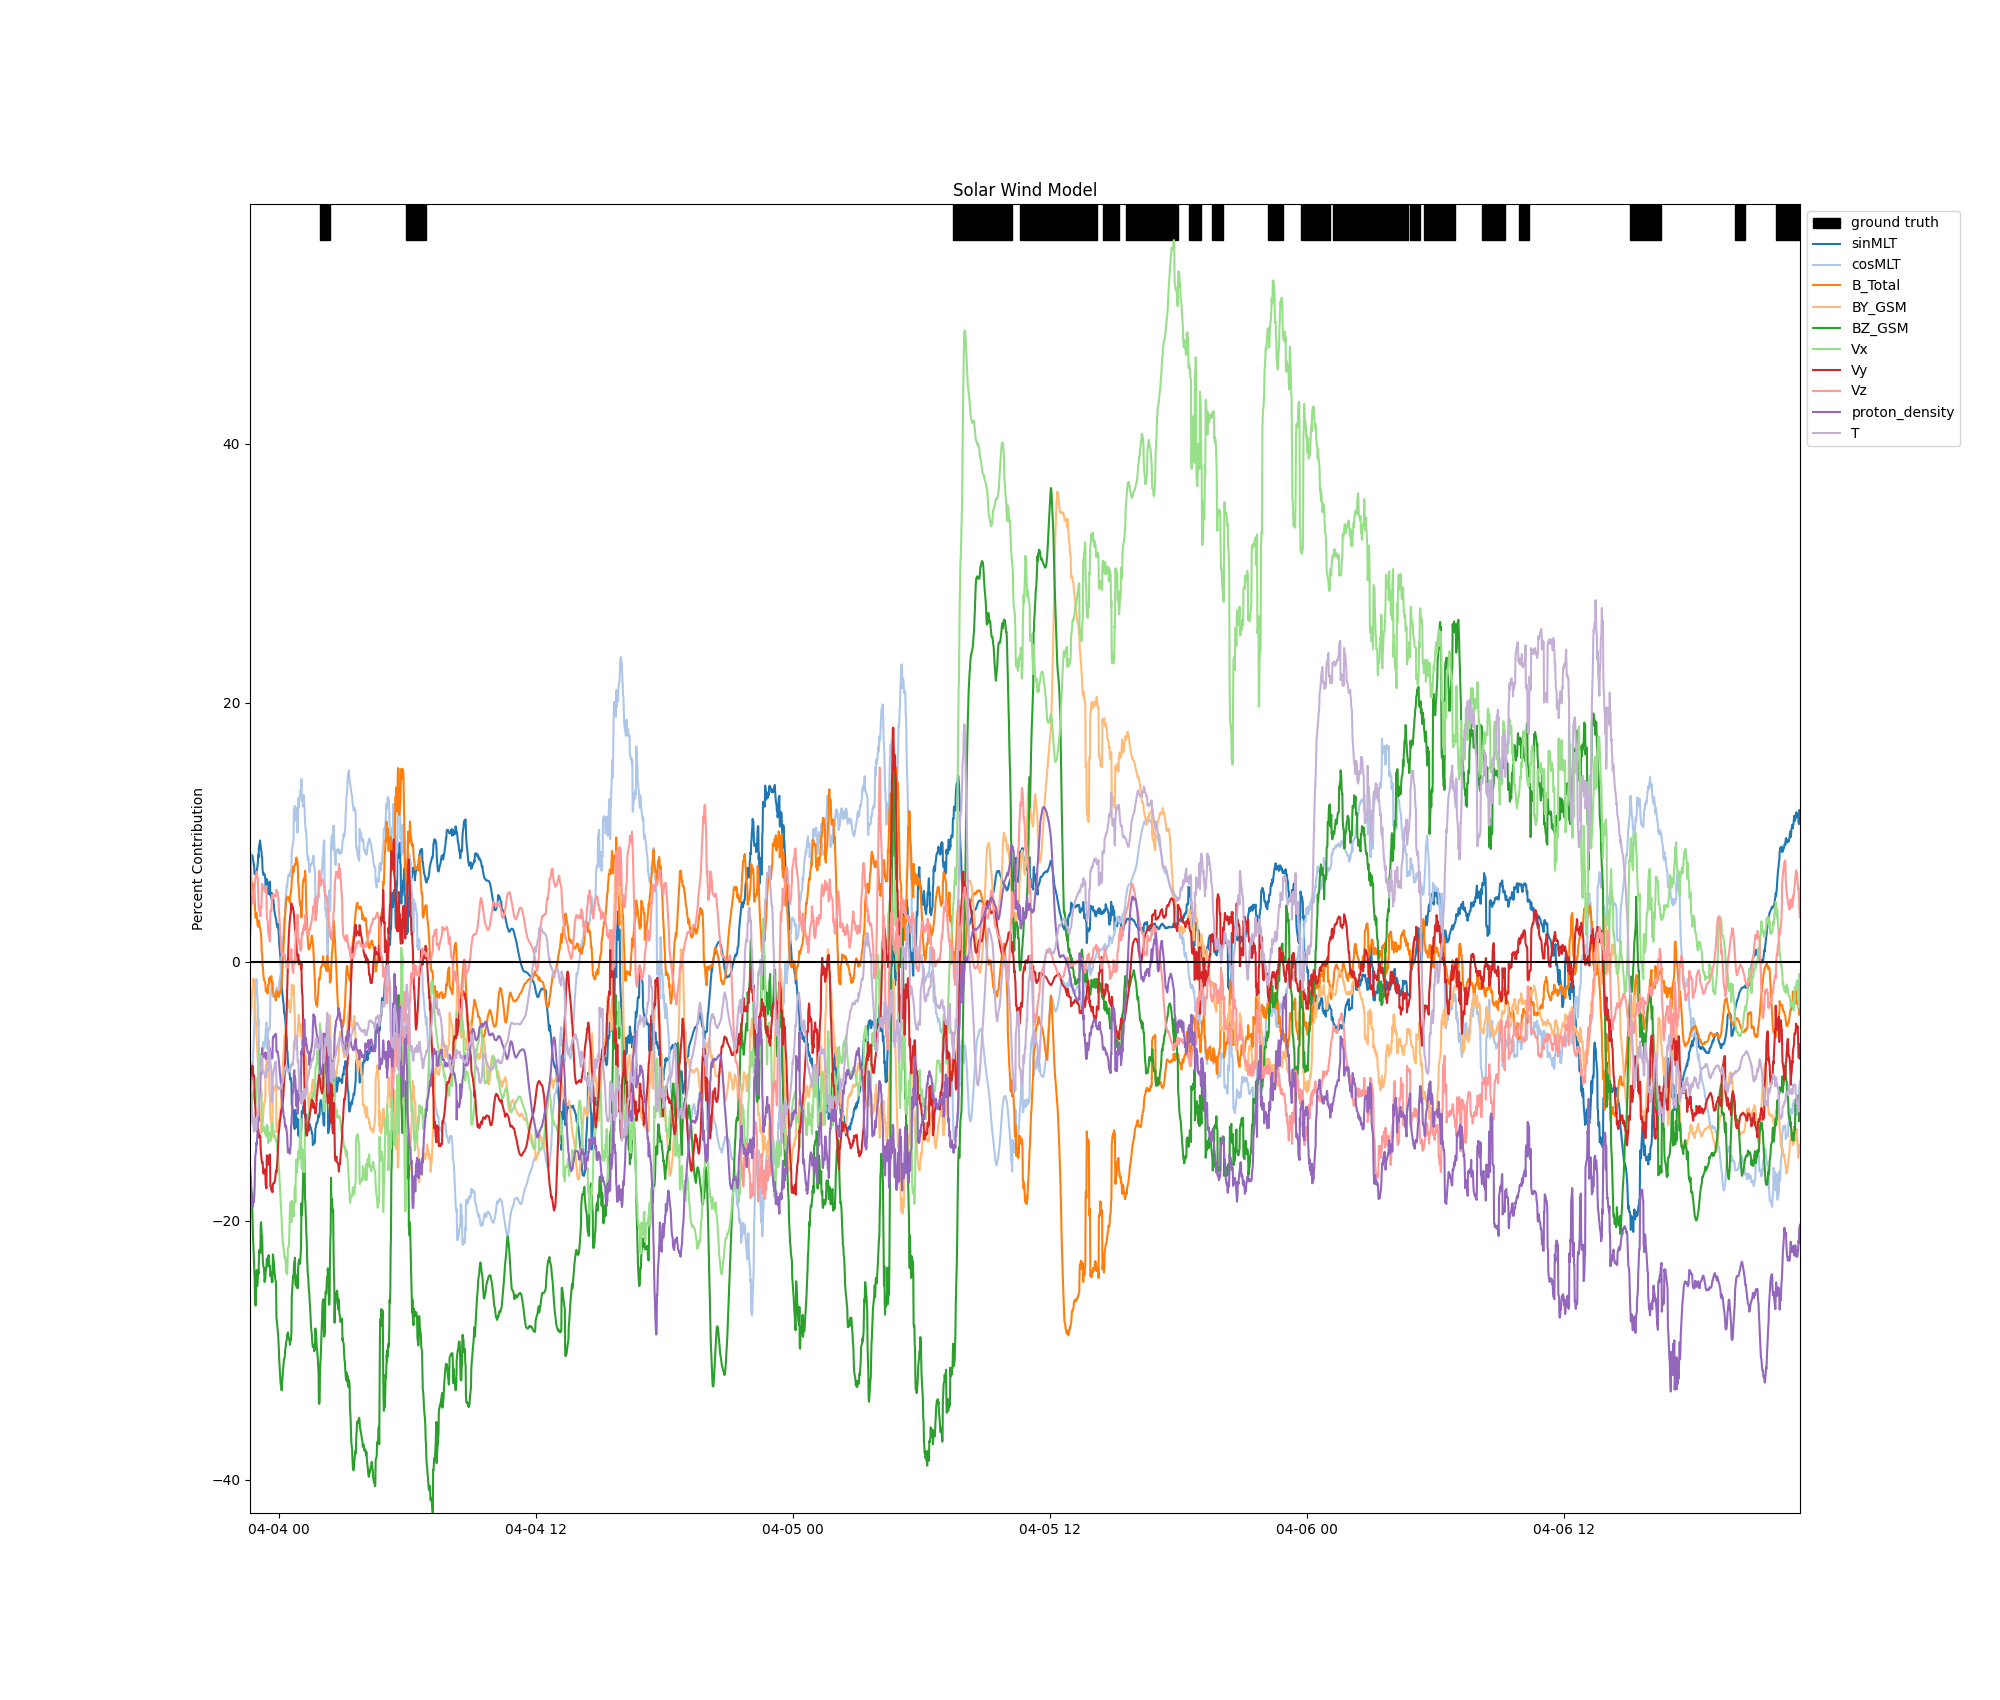 Solar Wind Model
ground truth
sinMLT
cosMLT
B_Total
BY_GSM
BZ_GSM
Vx
Vy
Vz
proton_density
T
Percent Contribution
40
20
0
−20
−40
04-04 00
04-04 12
04-05 00
04-05 12
04-06 00
04-06 12